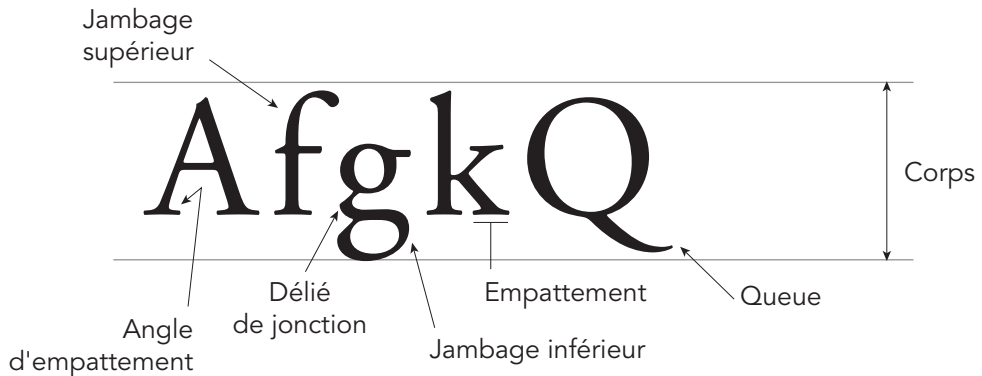 Jambage
supérieur
AfgkQ
Corps
Délié
de jonction
Empattement
Queue
Angle
d'empattement
Jambage inférieur